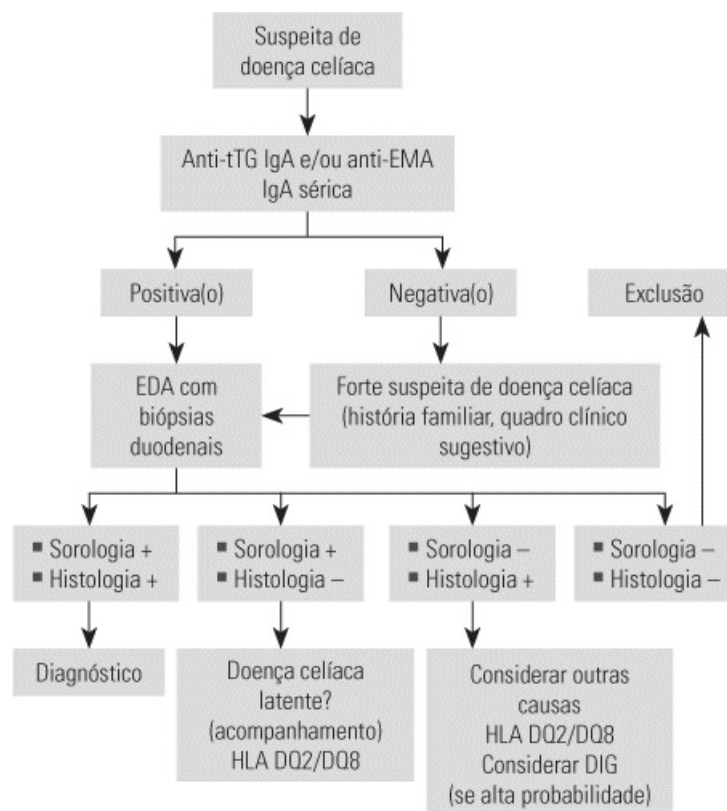 Suspeita de
doença celíaca
Anti-tTG IgA e/ou anti-EMA
IgA sérica
Positiva(o)
Negativa(o)
Exclusão
EDA com
biópsias
duodenais
Forte suspeita de doença celíaca
(história familiar, quadro clínico
sugestivo)
■ Sorologia +
■ Histologia +
■ Sorologia +
■ Histologia –
■ Sorologia –
■ Histologia +
■ Sorologia –
■ Histologia –
Diagnóstico
Doença celíaca
latente?
(acompanhamento)
HLA DQ2/DQ8
Considerar outras
causas
HLA DQ2/DQ8
Considerar DIG
(se alta probabilidade)